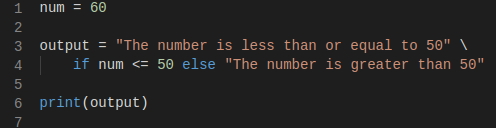 1 num = 60
2
3 output = "The number is less than or equal to 50" \
4     if num <= 50 else "The number is greater than 50"
5
6 print(output)
7